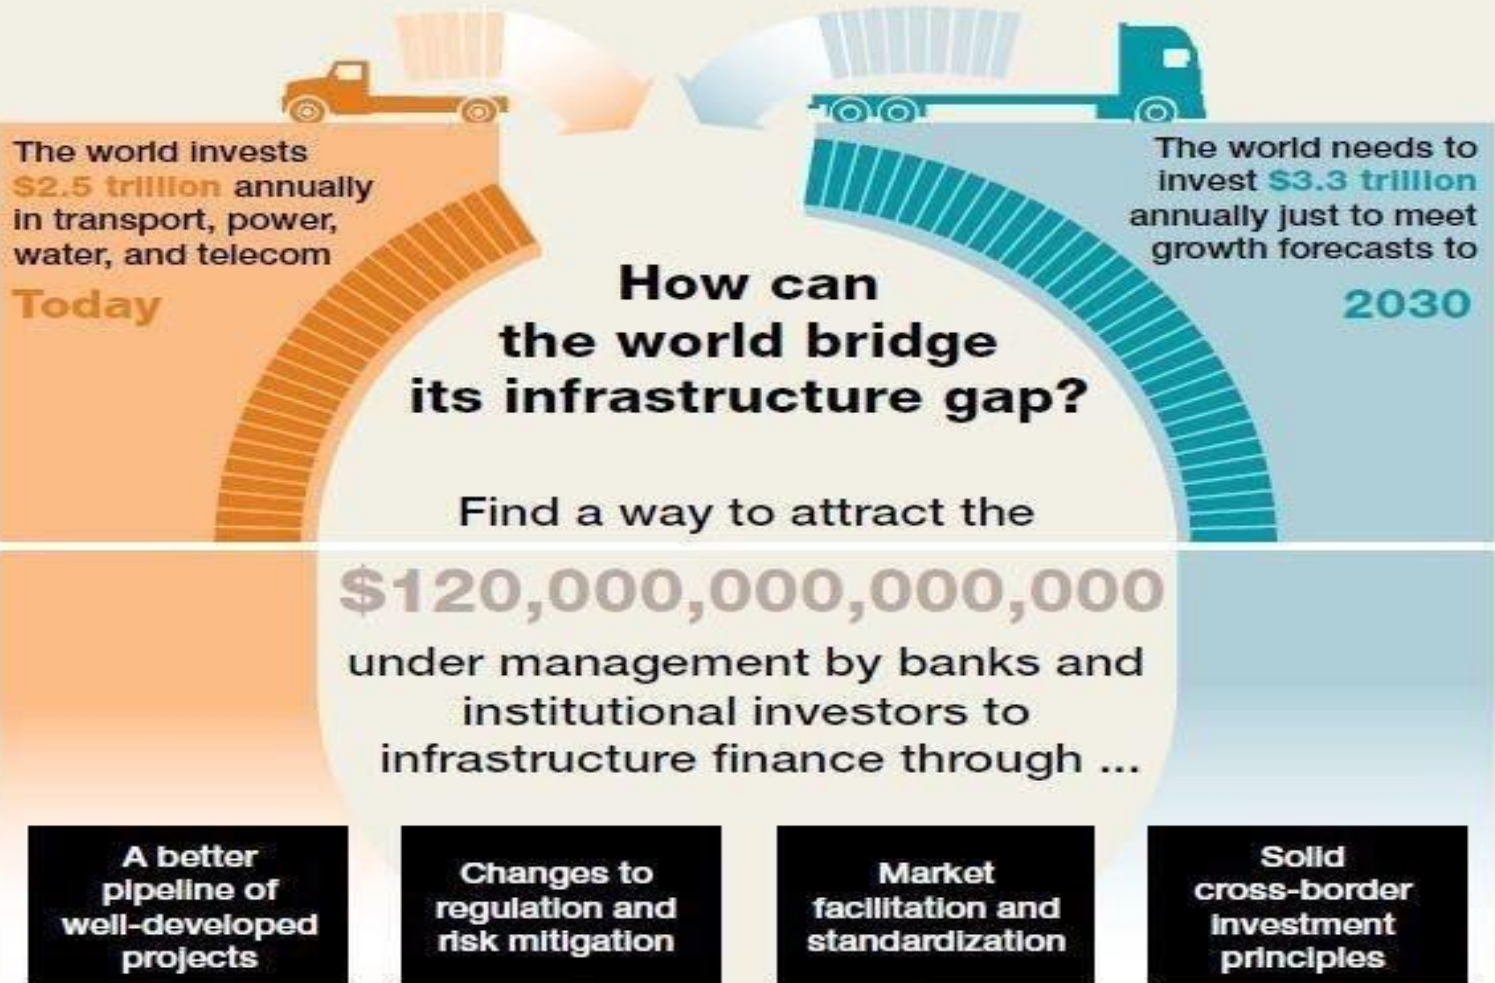 The world invests
$2.5 trillion annually
in transport, power,
water, and telecom
Today
The world needs to
invest $3.3 trillion
annually just to meet
growth forecasts to
2030
How can
the world bridge
its infrastructure gap?
Find a way to attract the
$120,000,000,000,000
under management by banks and
institutional investors to
infrastructure finance through ...
A better
pipeline of
well-developed
projects
Changes to
regulation and
risk mitigation
Market
facilitation and
standardization
Solid
cross-border
investment
principles